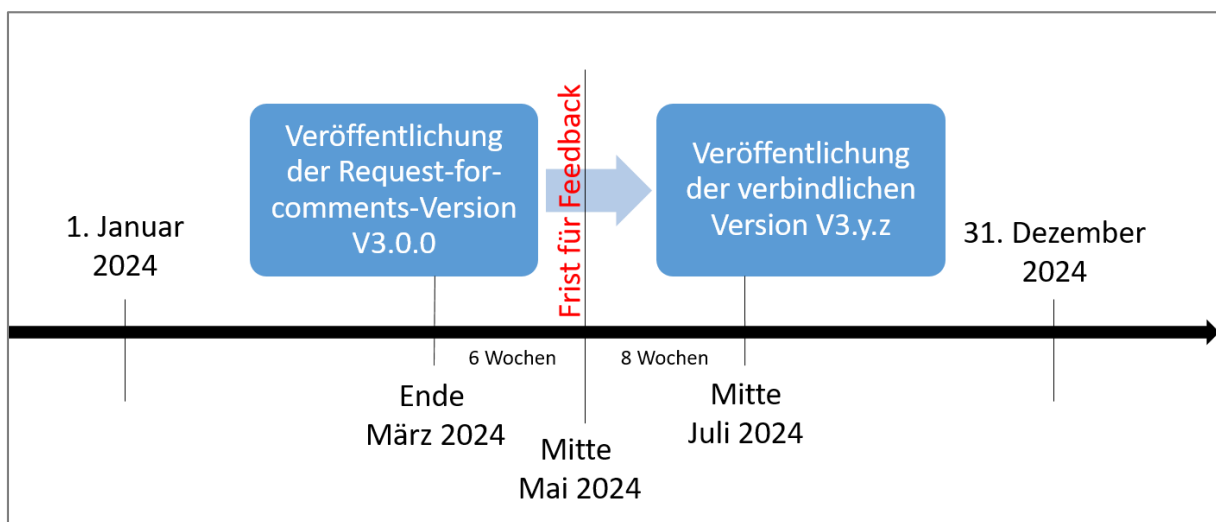 1. Januar
2024
Veröffentlichung
der Request-for-
comments-Version
V3.0.0
Frist für Feedback
Veröffentlichung
der verbindlichen
Version V3.y.z
31. Dezember
2024
6 Wochen
8 Wochen
Ende
März 2024
Mitte
Mai 2024
Mitte
Juli 2024